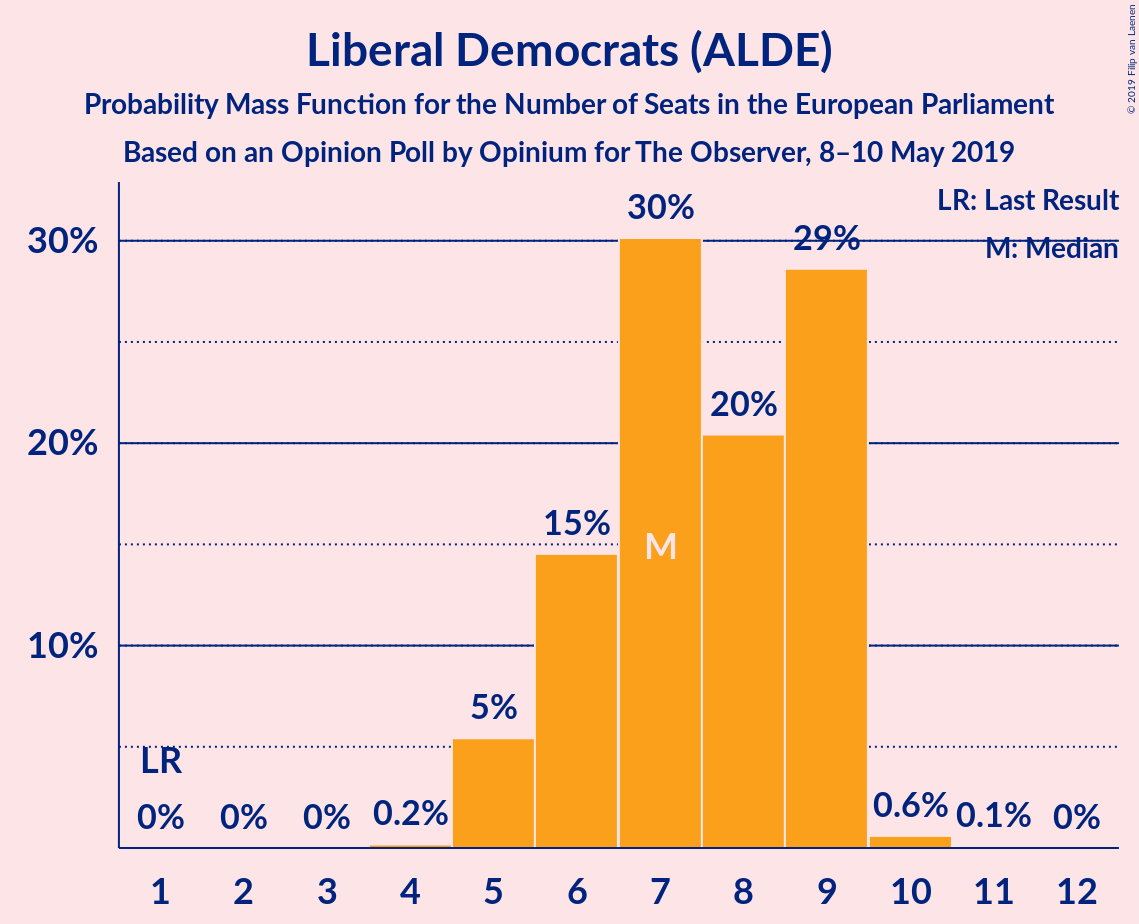 Liberal Democrats (ALDE)
Probability Mass Function for the Number of Seats in the European Parliament
Based on an Opinion Poll by Opinium for The Observer, 8–10 May 2019
© 2019 Filip van Laenen
LR: Last Result
M: Median
30%
20%
10%
LR
0%
0%
0%
0.2%
5%
15%
30%
M
20%
29%
0.6%
0.1%
0%
1 2 3 4 5 6 7 8 9 10 11 12